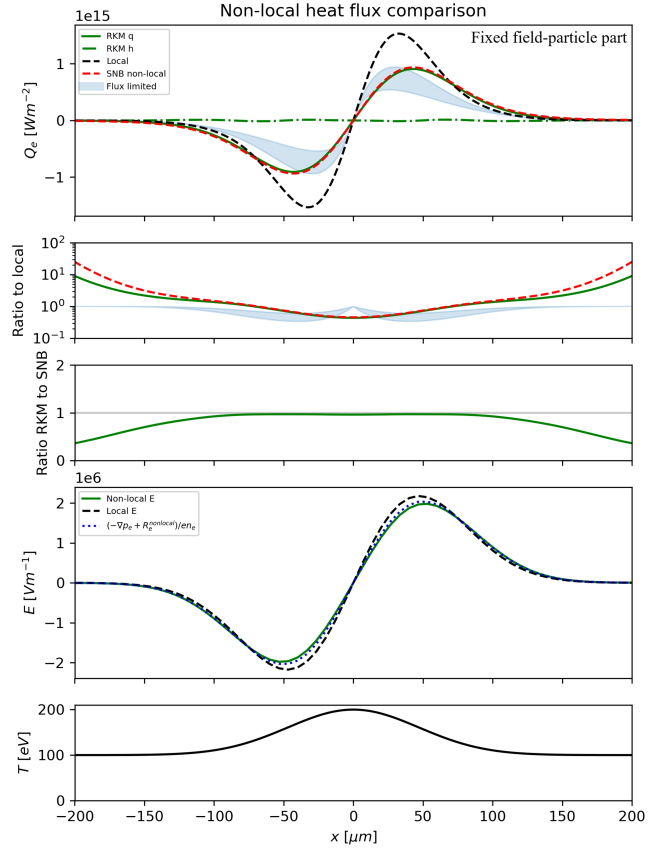 Non-local heat flux comparison
1e15
RKM q
RKM h
Local
SNB non-local
Flux limited
Fixed field-particle part
1
0
−1
Q_e [Wm^{−2}]
10^2
10^1
10^0
10^{−1}
Ratio to local
2
1
0
Ratio RKM to SNB
1e6
Non-local E
Local E
(−∇p_e + R_e^{nonlocal})/en_e
2
1
0
−1
−2
E [Vm^{−1}]
200
100
0
T [eV]
−200 −150 −100 −50 0 50 100 150 200
x [μm]